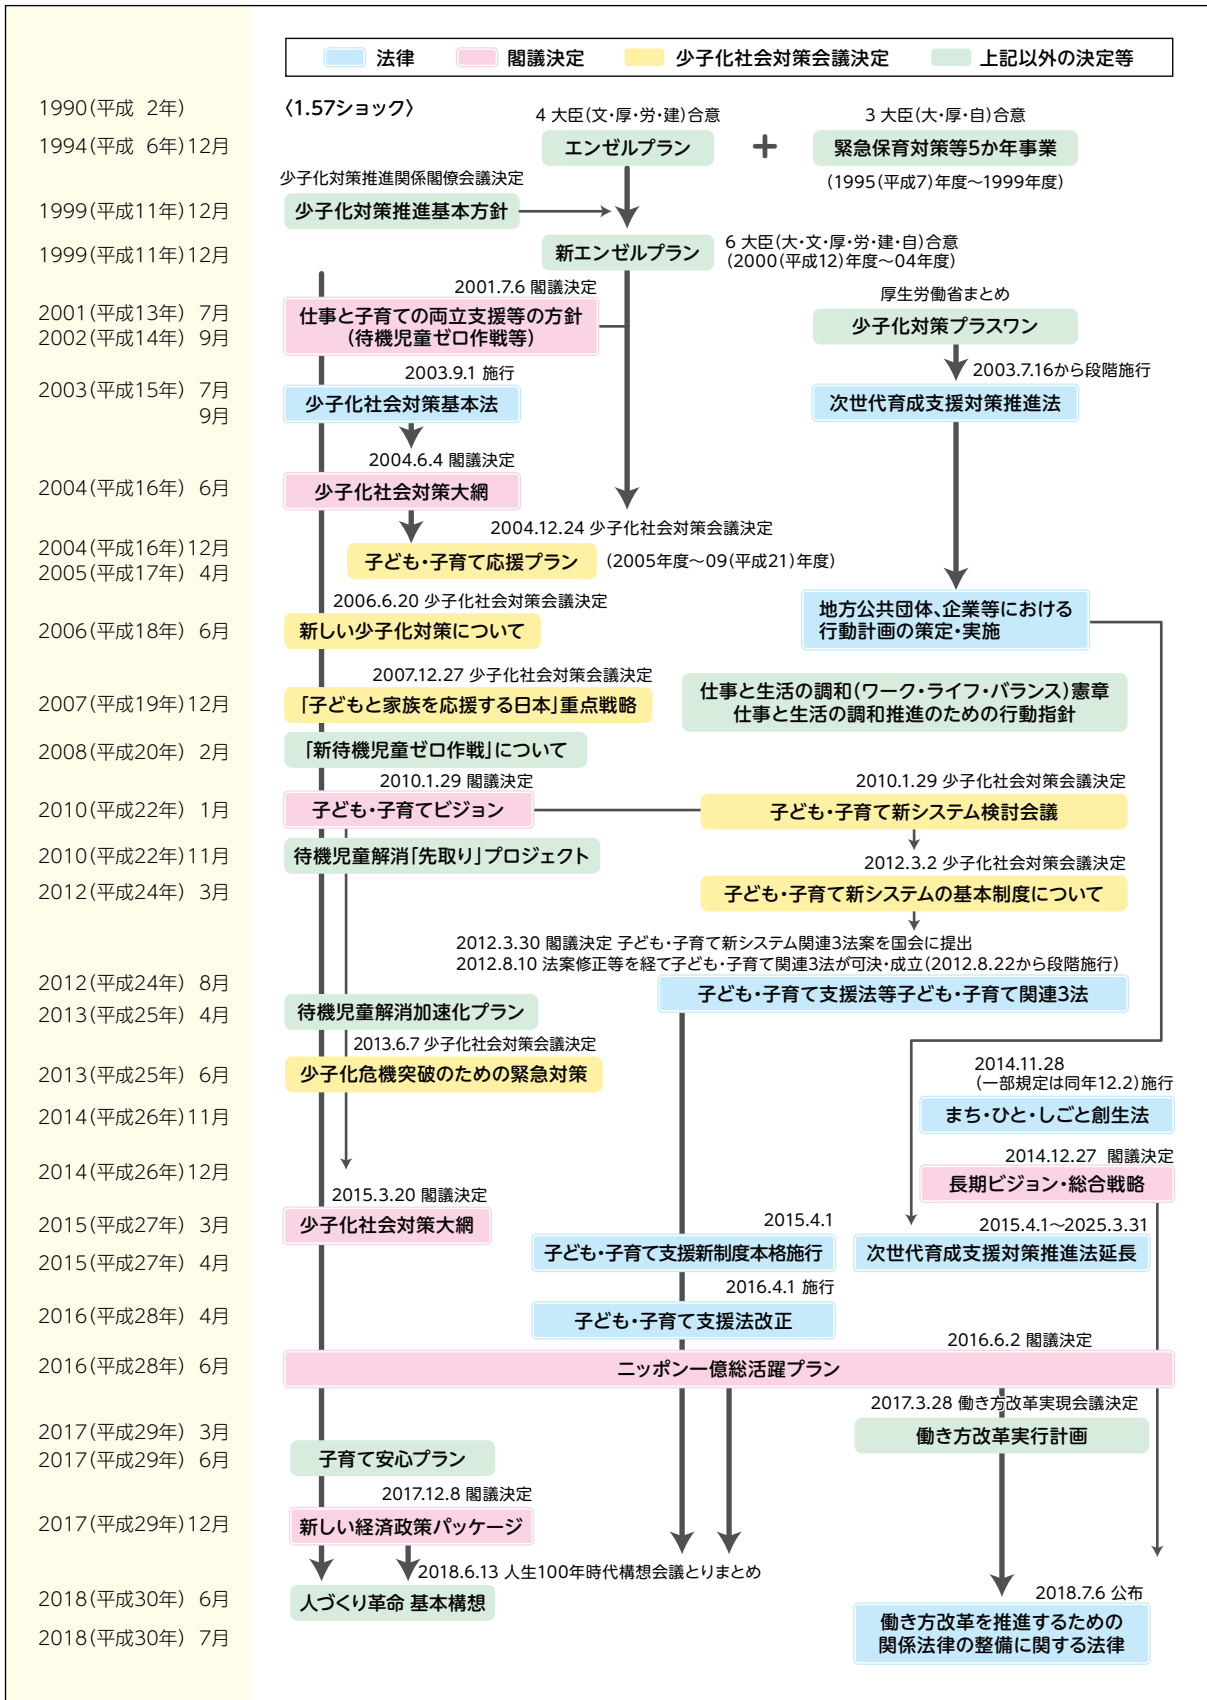 法律 閣議決定 少子化社会対策会議決定 上記以外の決定等
1990(平成 2年)
〈1.57ショック〉
4 大臣(文・厚・労・建)合意
3 大臣(大・厚・自)合意
1994(平成 6年)12月
エンゼルプラン
+
緊急保育対策等5か年事業
(1995(平成7)年度〜1999年度)
少子化対策推進関係閣僚会議決定
1999(平成11年)12月
少子化対策推進基本方針
1999(平成11年)12月
新エンゼルプラン
6 大臣(大・文・厚・労・建・自)合意
(2000(平成12)年度〜04年度)
2001.7.6 閣議決定
厚生労働省まとめ
2001(平成13年) 7月
仕事と子育ての両立支援等の方針
(待機児童ゼロ作戦等)
2002(平成14年) 9月
少子化対策プラスワン
2003.9.1 施行
2003.7.16から段階施行
2003(平成15年) 7月
9月
少子化社会対策基本法
次世代育成支援対策推進法
2004.6.4 閣議決定
2004(平成16年) 6月
少子化社会対策大綱
2004.12.24 少子化社会対策会議決定
2004(平成16年)12月
2005(平成17年) 4月
子ども・子育て応援プラン
(2005年度〜09(平成21)年度)
2006.6.20 少子化社会対策会議決定
地方公共団体、企業等における
行動計画の策定・実施
2006(平成18年) 6月
新しい少子化対策について
2007.12.27 少子化社会対策会議決定
2007(平成19年)12月
「子どもと家族を応援する日本」重点戦略
仕事と生活の調和(ワーク・ライフ・バランス)憲章
仕事と生活の調和推進のための行動指針
2008(平成20年) 2月
「新待機児童ゼロ作戦」について
2010.1.29 閣議決定
2010.1.29 少子化社会対策会議決定
2010(平成22年) 1月
子ども・子育てビジョン
子ども・子育て新システム検討会議
2010(平成22年)11月
待機児童解消「先取り」プロジェクト
2012.3.2 少子化社会対策会議決定
2012(平成24年) 3月
子ども・子育て新システムの基本制度について
2012.3.30 閣議決定 子ども・子育て新システム関連3法案を国会に提出
2012.8.10 法案修正等を経て子ども・子育て関連3法が可決・成立(2012.8.22から段階施行)
2012(平成24年) 8月
子ども・子育て支援法等子ども・子育て関連3法
2013(平成25年) 4月
待機児童解消加速化プラン
2013.6.7 少子化社会対策会議決定
2013(平成25年) 6月
少子化危機突破のための緊急対策
2014.11.28
(一部規定は同年12.2)施行
2014(平成26年)11月
まち・ひと・しごと創生法
2014.12.27 閣議決定
2014(平成26年)12月
長期ビジョン・総合戦略
2015.3.20 閣議決定
2015(平成27年) 3月
少子化社会対策大綱
2015.4.1
2015.4.1〜2025.3.31
2015(平成27年) 4月
子ども・子育て支援新制度本格施行
次世代育成支援対策推進法延長
2016.4.1 施行
2016(平成28年) 4月
子ども・子育て支援法改正
2016.6.2 閣議決定
2016(平成28年) 6月
ニッポン一億総活躍プラン
2017.3.28 働き方改革実現会議決定
2017(平成29年) 3月
働き方改革実行計画
2017(平成29年) 6月
子育て安心プラン
2017.12.8 閣議決定
2017(平成29年)12月
新しい経済政策パッケージ
2018.6.13 人生100年時代構想会議とりまとめ
2018(平成30年) 6月
人づくり革命 基本構想
2018.7.6 公布
2018(平成30年) 7月
働き方改革を推進するための
関係法律の整備に関する法律